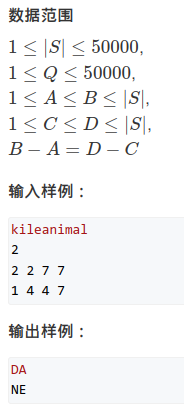 数据范围
1 ≤ |S| ≤ 50000,
1 ≤ Q ≤ 50000,
1 ≤ A ≤ B ≤ |S|,
1 ≤ C ≤ D ≤ |S|,
B − A = D − C
输入样例：
kileanimal
2
2 2 7 7
1 4 4 7
输出样例：
DA
NE